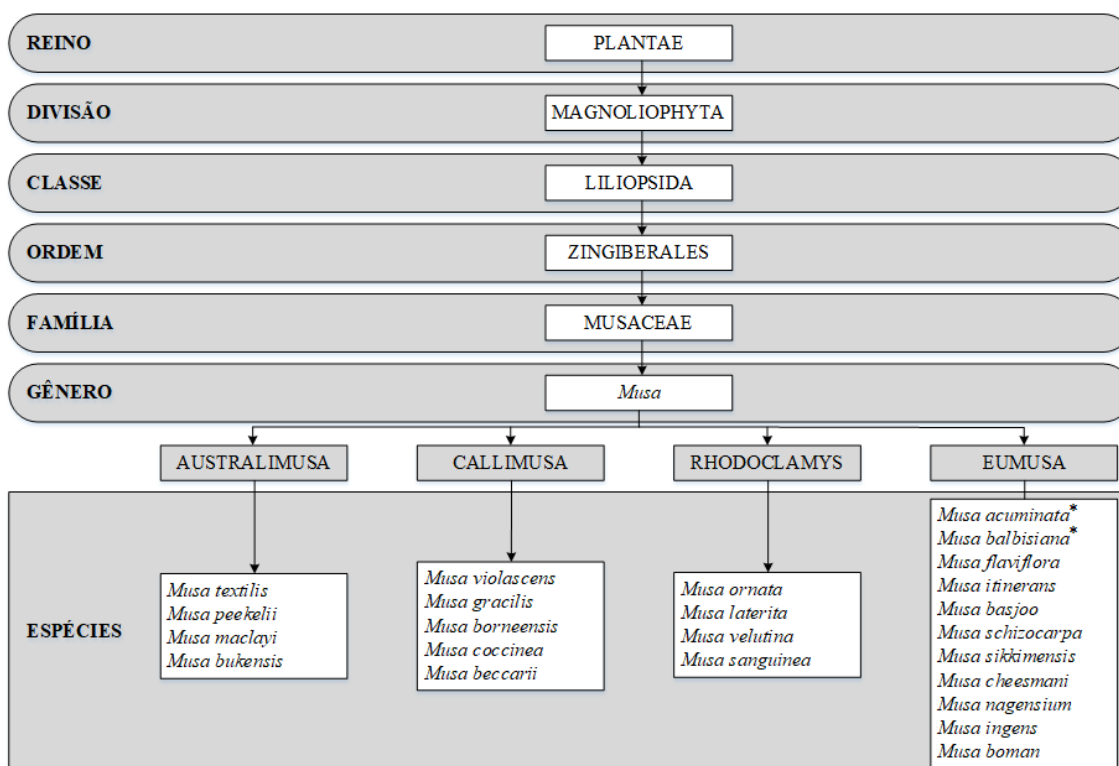 REINO
PLANTAE
DIVISÃO
MAGNOLIOPHYTA
CLASSE
LILIOPSIDA
ORDEM
ZINGIBERALES
FAMÍLIA
MUSACEAE
GÊNERO
Musa
AUSTRALIMUSA
CALLIMUSA
RHODOCLAMYS
EUMUSA
ESPÉCIES
Musa textilis
Musa peekelii
Musa maclayi
Musa bukensis
Musa violascens
Musa gracilis
Musa borneensis
Musa coccinea
Musa beccarii
Musa ornata
Musa laterita
Musa velutina
Musa sanguinea
Musa acuminata*
Musa balbisiana*
Musa flaviflora
Musa itinerans
Musa basjoo
Musa schizocarpa
Musa sikkimensis
Musa cheesmani
Musa nagensium
Musa ingens
Musa boman